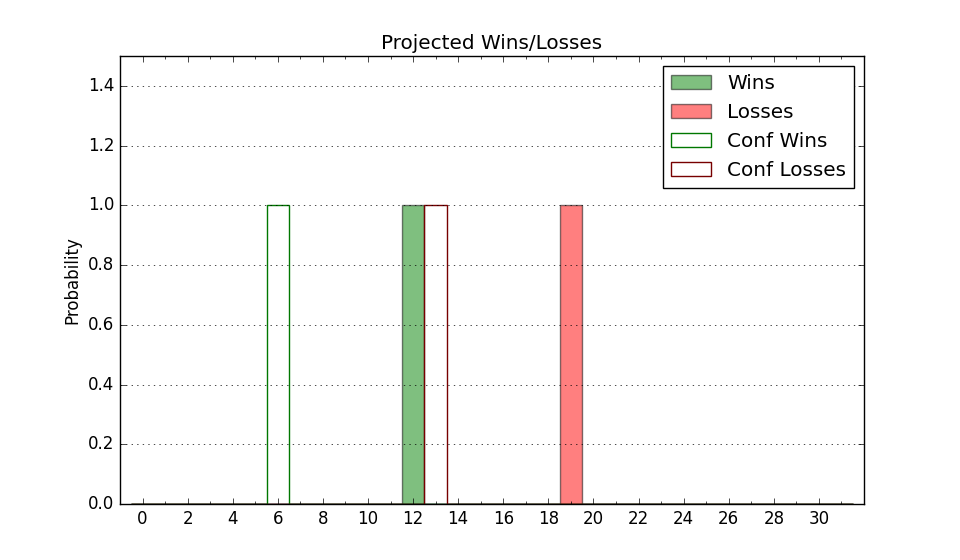 Projected Wins/Losses
Wins
Losses
Conf Wins
Conf Losses
Probability
1.4
1.2
1.0
0.8
0.6
0.4
0.2
0.0
0 2 4 6 8 10 12 14 16 18 20 22 24 26 28 30